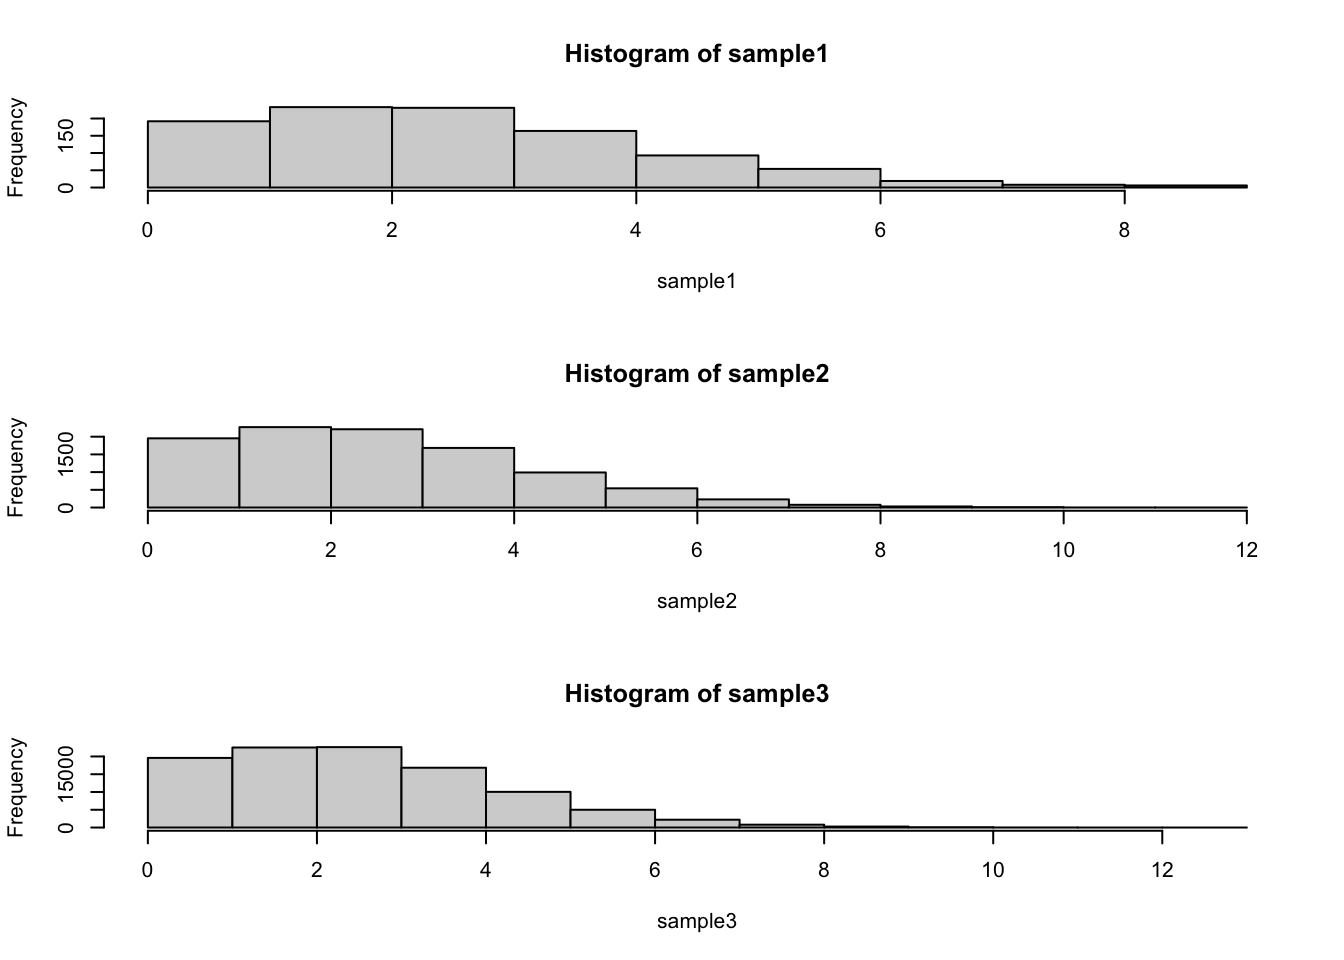 Histogram of sample1
Frequency
150
0
0 2 4 6 8
sample1
Histogram of sample2
Frequency
1500
0
0 2 4 6 8 10 12
sample2
Histogram of sample3
Frequency
15000
0
0 2 4 6 8 10 12
sample3